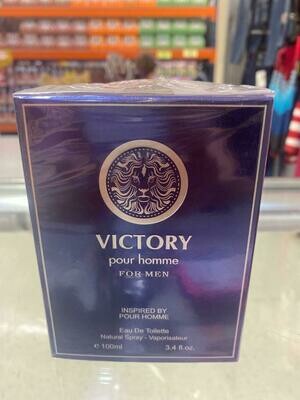 VICTORY
pour homme
FOR MEN
INSPIRED BY
POUR HOMME
Eau De Toilette
Natural Spray - Vaporisateur
℮ 100ml 3.4 fl.oz.